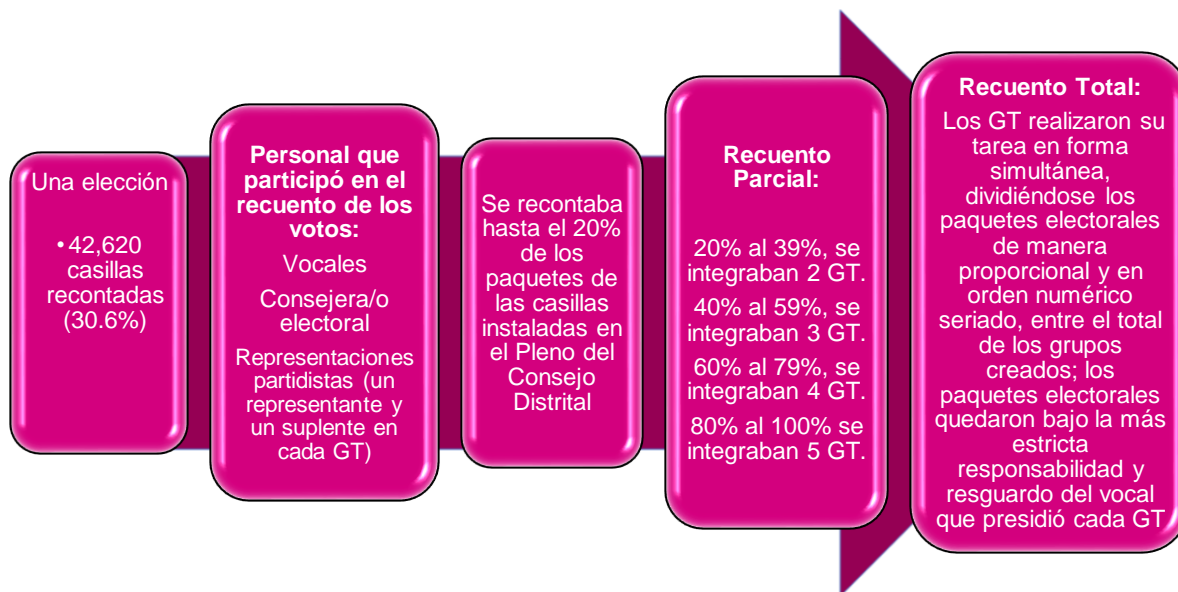 Una elección
• 42,620
casillas
recontadas
(30.6%)
Personal que
participó en el
recuento de los
votos:
Vocales
Consejera/o
electoral
Representaciones
partidistas (un
representante y
un suplente en
cada GT)
Se recontaba
hasta el 20%
de los
paquetes de
las casillas
instaladas en
el Pleno del
Consejo
Distrital
Recuento
Parcial:
20% al 39%, se
integraban 2 GT.
40% al 59%, se
integraban 3 GT.
60% al 79%, se
integraban 4 GT.
80% al 100% se
integraban 5 GT.
Recuento Total:
Los GT realizaron su
tarea en forma
simultánea,
dividiéndose los
paquetes electorales
de manera
proporcional y en
orden numérico
seriado, entre el total
de los grupos
creados; los
paquetes electorales
quedaron bajo la más
estricta
responsabilidad y
resguardo del vocal
que presidió cada GT